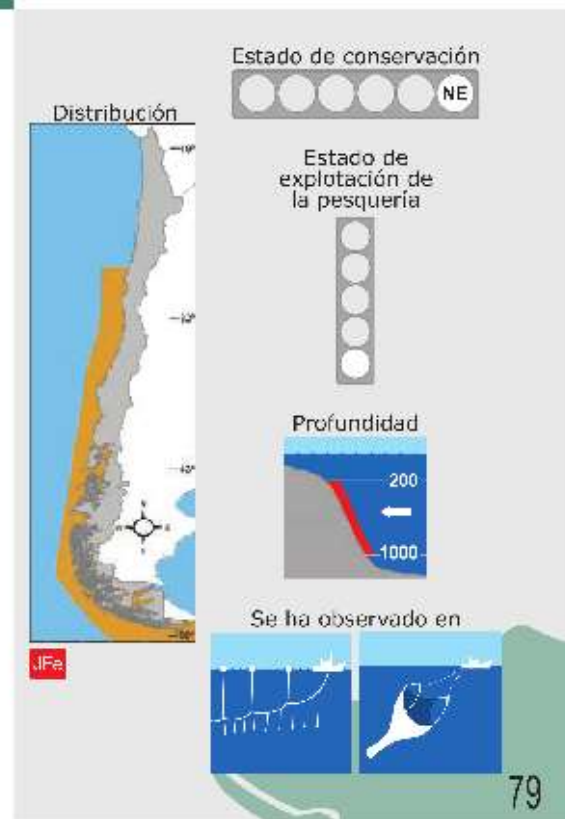 Estado de conservación
NE
Distribución
Estado de
explotación de
la pesquería
Profundidad
200
1000
Se ha observado en
JFe
79